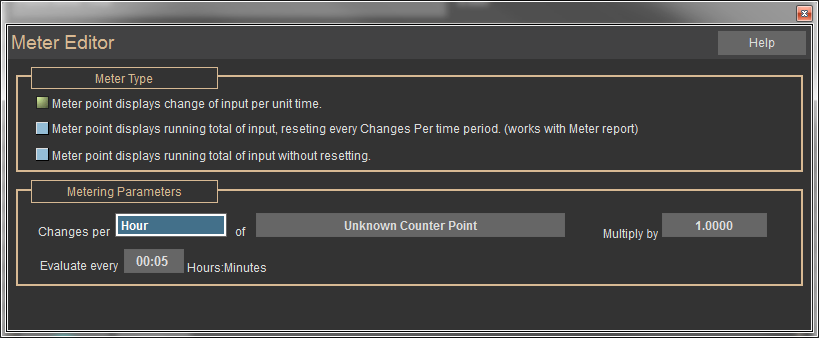 x
Meter Editor
Help
Meter Type
Meter point displays change of input per unit time.
Meter point displays running total of input, reseting every Changes Per time period. (works with Meter report)
Meter point displays running total of input without resetting.
Metering Parameters
Changes per Hour of Unknown Counter Point Multiply by 1.0000
Evaluate every 00:05 Hours:Minutes